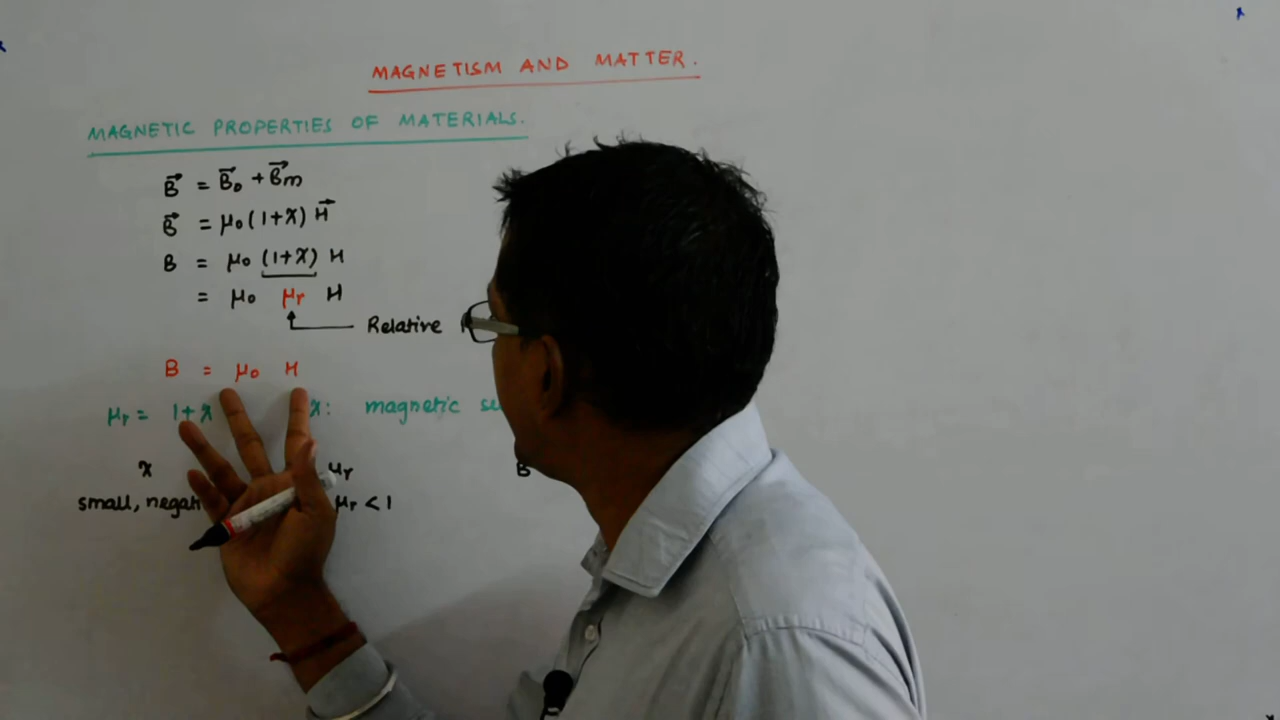 MAGNETISM AND MATTER.
MAGNETIC PROPERTIES OF MATERIALS.
B⃗ = B⃗₀ + B⃗m
B⃗ = μ₀(1+χ) H⃗
B = μ₀ (1+χ) H
= μ₀ μr H
Relative
B = μ₀ H
μr = 1+χ χ: magnetic
χ μr B
small, μr < 1